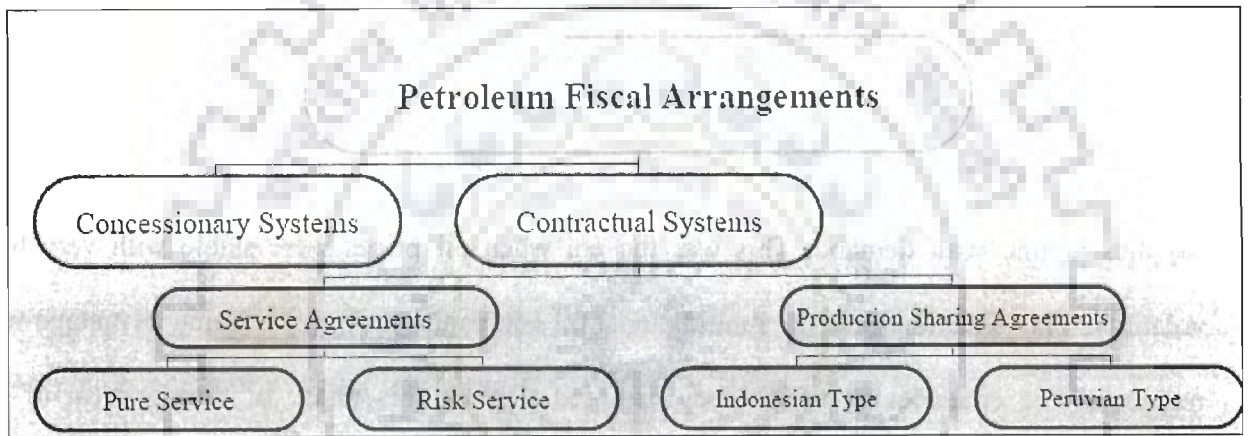 Petroleum Fiscal Arrangements
Concessionary Systems
Contractual Systems
Service Agreements
Production Sharing Agreements
Pure Service
Risk Service
Indonesian Type
Peruvian Type